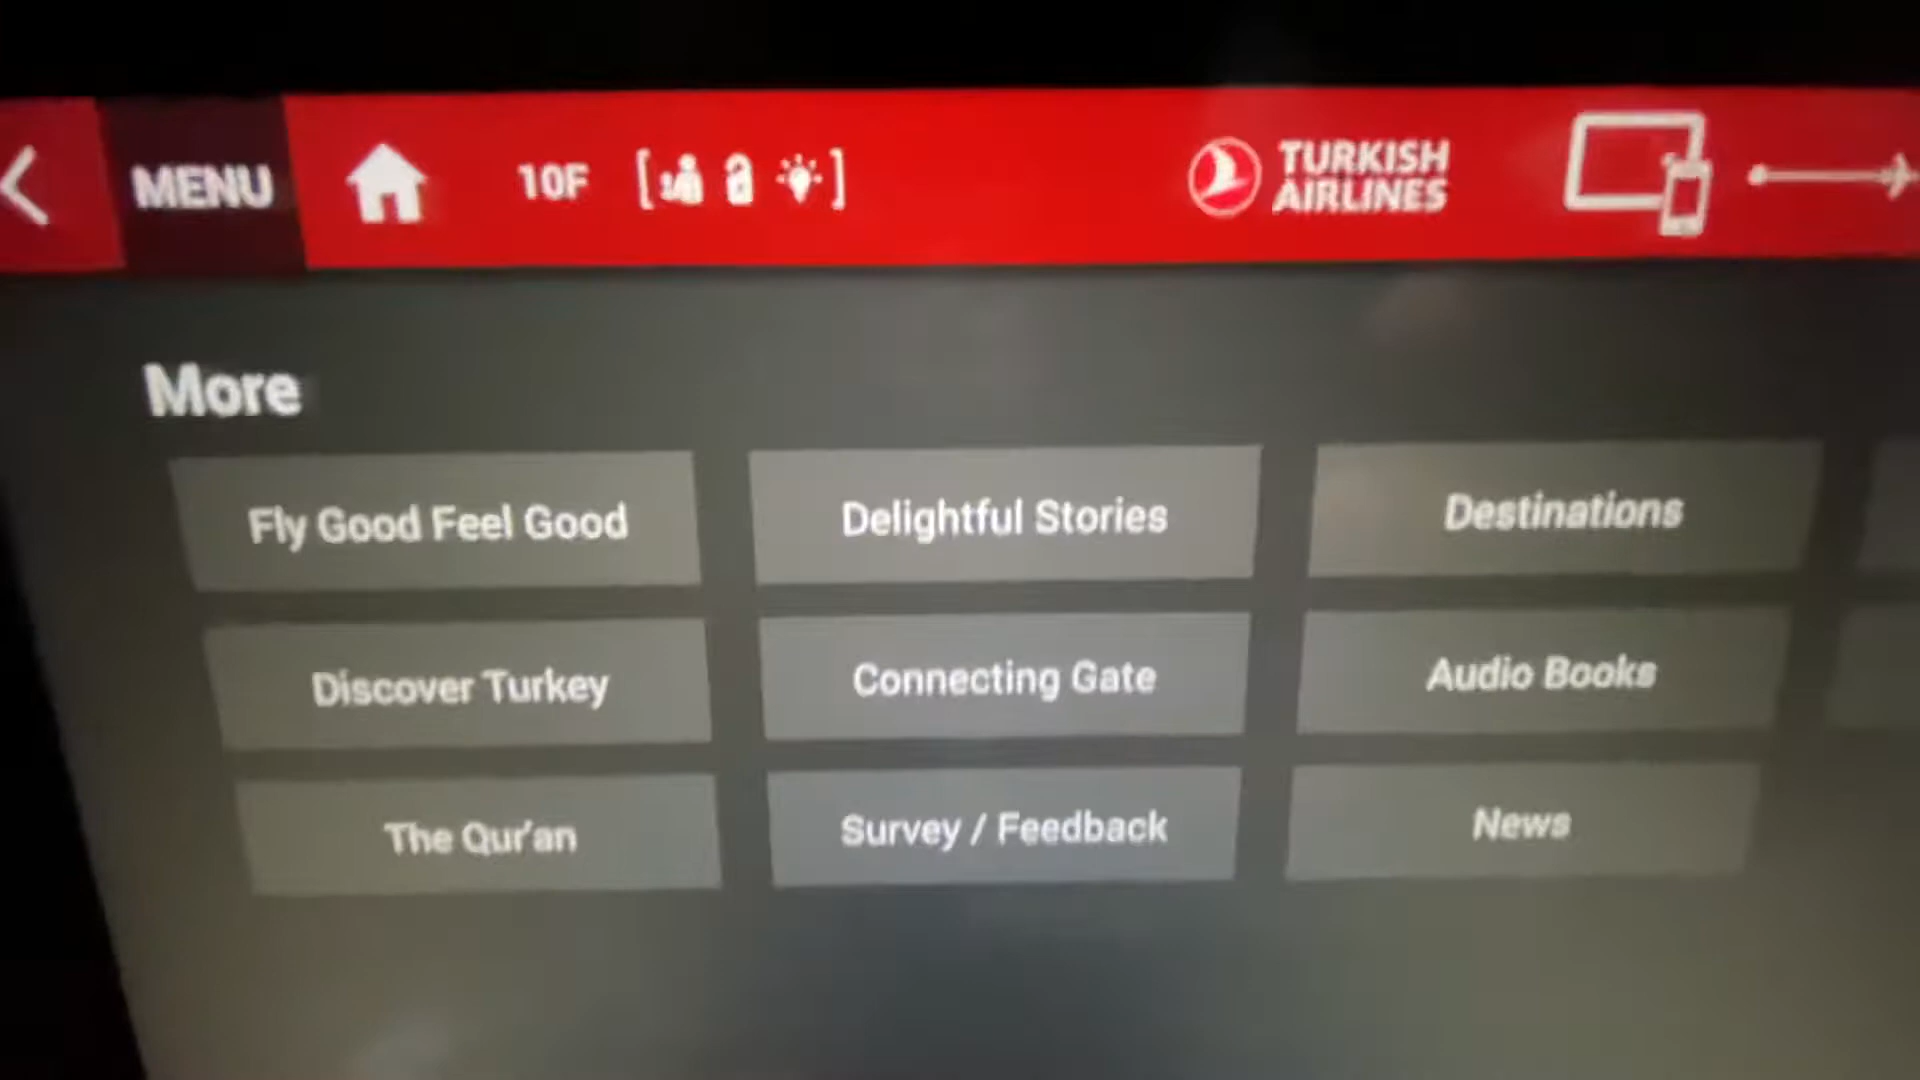 MENU
10F
TURKISH
AIRLINES
More
Fly Good Feel Good
Delightful Stories
Destinations
Discover Turkey
Connecting Gate
Audio Books
The Qur'an
Survey / Feedback
News